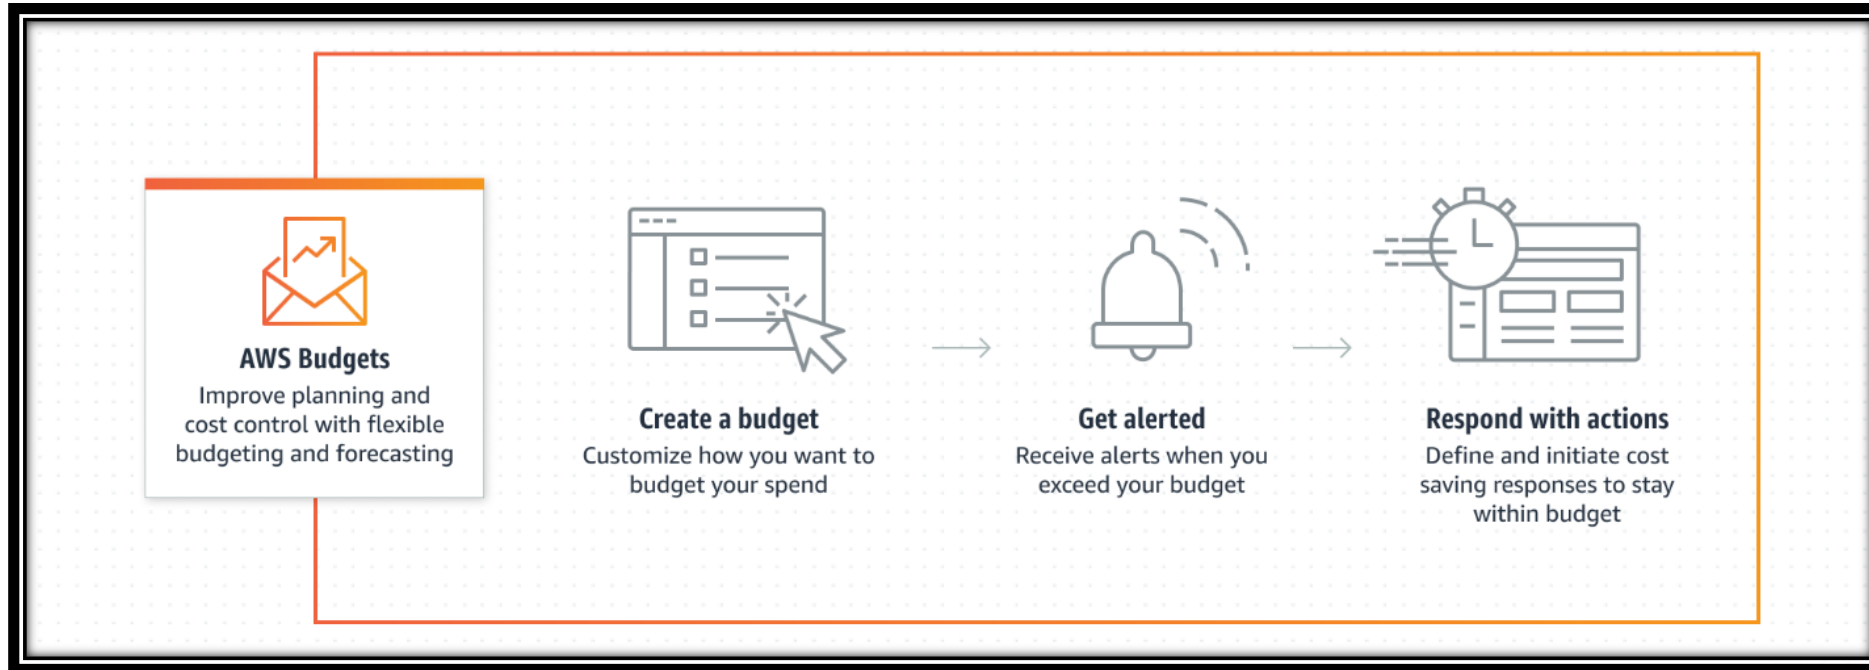 AWS Budgets
Improve planning and
cost control with flexible
budgeting and forecasting
Create a budget
Customize how you want to
budget your spend
Get alerted
Receive alerts when you
exceed your budget
Respond with actions
Define and initiate cost
saving responses to stay
within budget